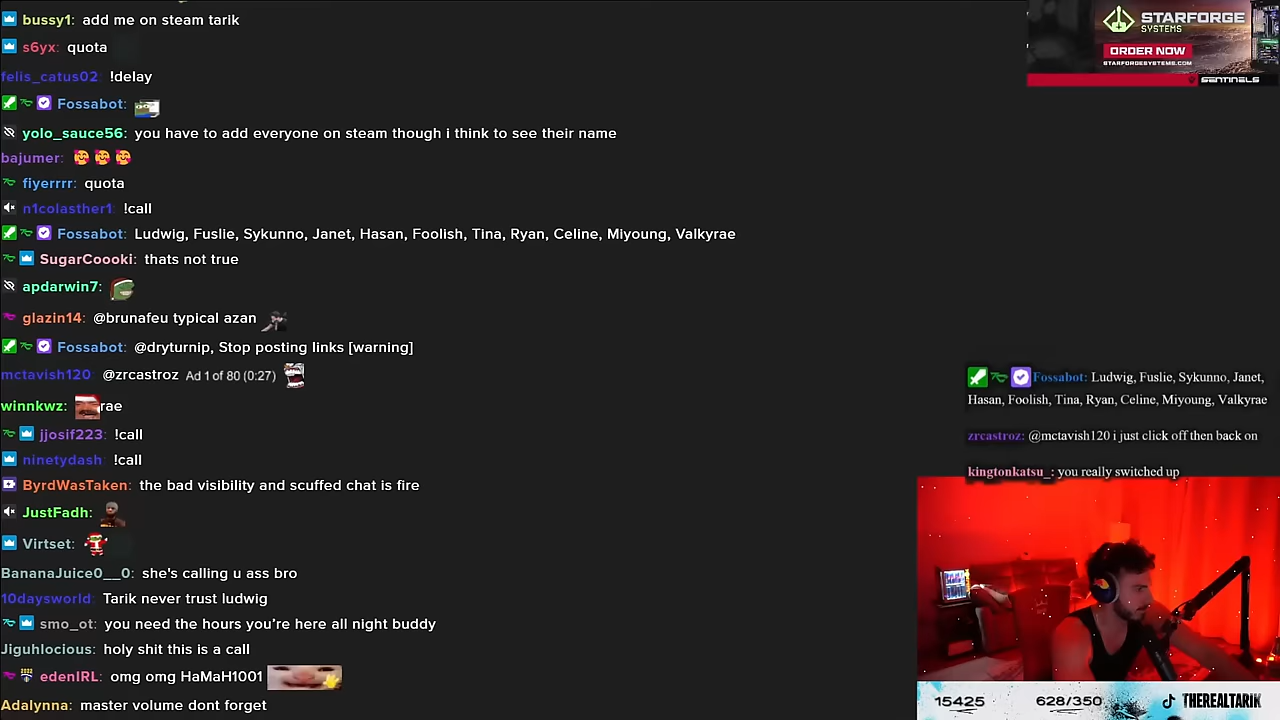 bussy1: add me on steam tarik
s6yx: quota
felis_catus02: !delay
Fossabot:
yolo_sauce56: you have to add everyone on steam though i think to see their name
bajumer:
fiyerrrr: quota
n1colasther1: !call
Fossabot: Ludwig, Fuslie, Sykunno, Janet, Hasan, Foolish, Tina, Ryan, Celine, Miyoung, Valkyrae
SugarCoooki: thats not true
apdarwin7:
glazin14: @brunafeu typical azan
Fossabot: @dryturnip, Stop posting links [warning]
mctavish120: @zrcastroz Ad 1 of 80 (0:27)
winnkwz: rae
jjosif223: !call
ninetydash: !call
ByrdWasTaken: the bad visibility and scuffed chat is fire
JustFadh:
Virtset:
BananaJuice0__0: she's calling u ass bro
10daysworld: Tarik never trust ludwig
smo_ot: you need the hours you're here all night buddy
Jiguhlocious: holy shit this is a call
edenIRL: omg omg HaMaH1001
Adalynna: master volume dont forget
STARFORGE
SYSTEMS
ORDER NOW
STARFORGESYSTEMS.COM
SENTINELS
Fossabot: Ludwig, Fuslie, Sykunno, Janet,
Hasan, Foolish, Tina, Ryan, Celine, Miyoung, Valkyrae
zrcastroz: @mctavish120 i just click off then back on
kingtonkatsu_: you really switched up
15425
628/350
THEREALTARIK